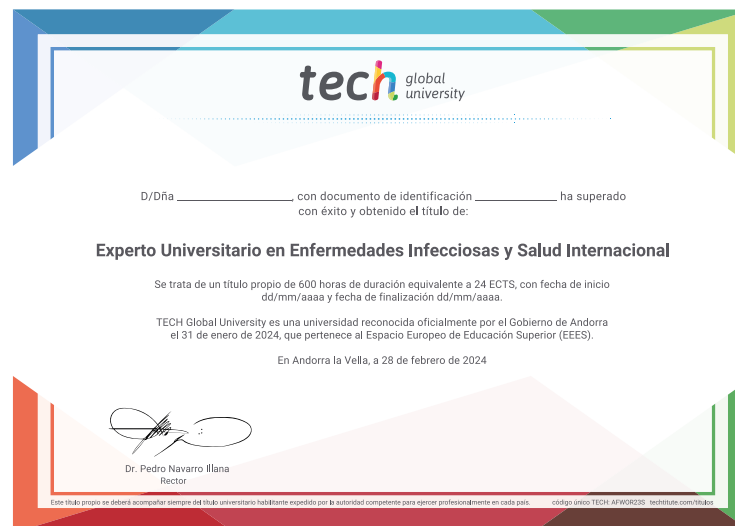 tech global university
D/Dña ______________, con documento de identificación __________ ha superado
con éxito y obtenido el título de:
Experto Universitario en Enfermedades Infecciosas y Salud Internacional
Se trata de un título propio de 600 horas de duración equivalente a 24 ECTS, con fecha de inicio
dd/mm/aaaa y fecha de finalización dd/mm/aaaa.
TECH Global University es una universidad reconocida oficialmente por el Gobierno de Andorra
el 31 de enero de 2024, que pertenece al Espacio Europeo de Educación Superior (EEES).
En Andorra la Vella, a 28 de febrero de 2024
Dr. Pedro Navarro Illana
Rector
Este título propio se deberá acompañar siempre del título universitario habilitante expedido por la autoridad competente para ejercer profesionalmente en cada país. código único TECH: AFWOR23S techtitute.com/titulos